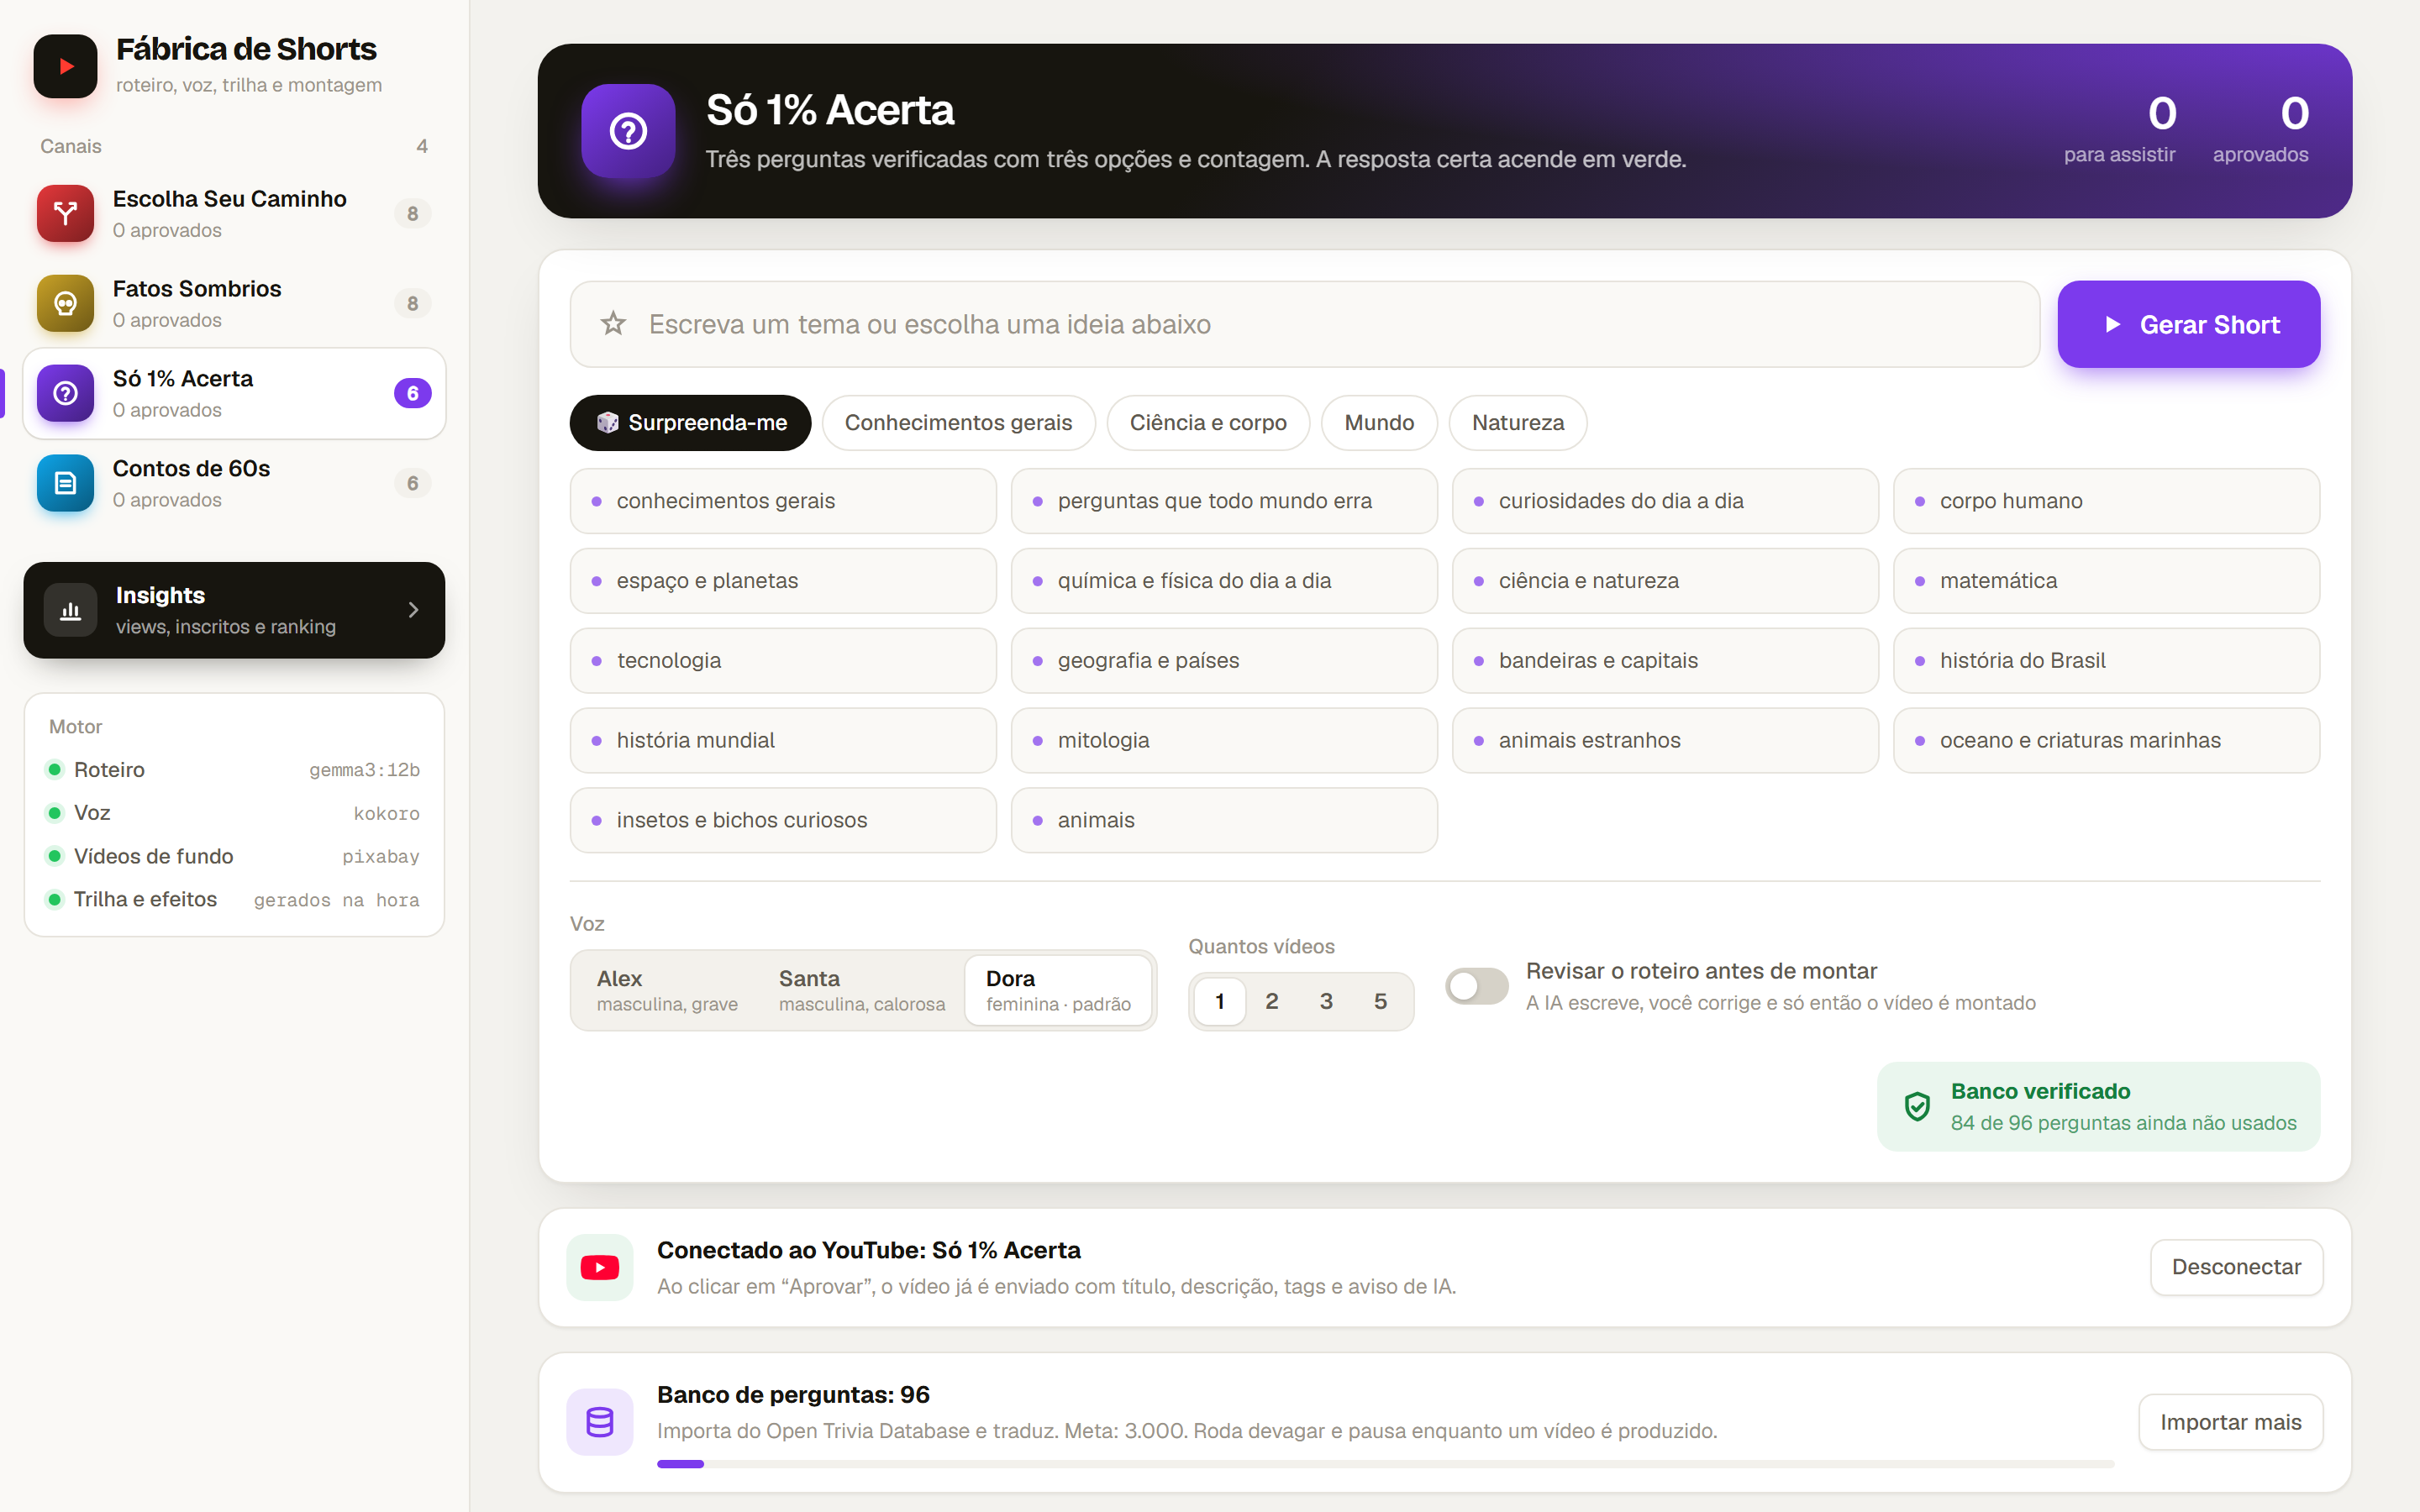 Fábrica de Shorts
roteiro, voz, trilha e montagem
Canais 4
Escolha Seu Caminho
0 aprovados
8
Fatos Sombrios
0 aprovados
8
Só 1% Acerta
0 aprovados
6
Contos de 60s
0 aprovados
6
Insights
views, inscritos e ranking
Motor
Roteiro gemma3:12b
Voz kokoro
Vídeos de fundo pixabay
Trilha e efeitos gerados na hora
Só 1% Acerta
Três perguntas verificadas com três opções e contagem. A resposta certa acende em verde.
0 0
para assistir aprovados
Escreva um tema ou escolha uma ideia abaixo
Gerar Short
Surpreenda-me Conhecimentos gerais Ciência e corpo Mundo Natureza
conhecimentos gerais perguntas que todo mundo erra curiosidades do dia a dia corpo humano
espaço e planetas química e física do dia a dia ciência e natureza matemática
tecnologia geografia e países bandeiras e capitais história do Brasil
história mundial mitologia animais estranhos oceano e criaturas marinhas
insetos e bichos curiosos animais
Voz
Alex
masculina, grave
Santa
masculina, calorosa
Dora
feminina · padrão
Quantos vídeos
1 2 3 5
Revisar o roteiro antes de montar
A IA escreve, você corrige e só então o vídeo é montado
Banco verificado
84 de 96 perguntas ainda não usados
Conectado ao YouTube: Só 1% Acerta
Ao clicar em “Aprovar”, o vídeo já é enviado com título, descrição, tags e aviso de IA.
Desconectar
Banco de perguntas: 96
Importa do Open Trivia Database e traduz. Meta: 3.000. Roda devagar e pausa enquanto um vídeo é produzido.
Importar mais